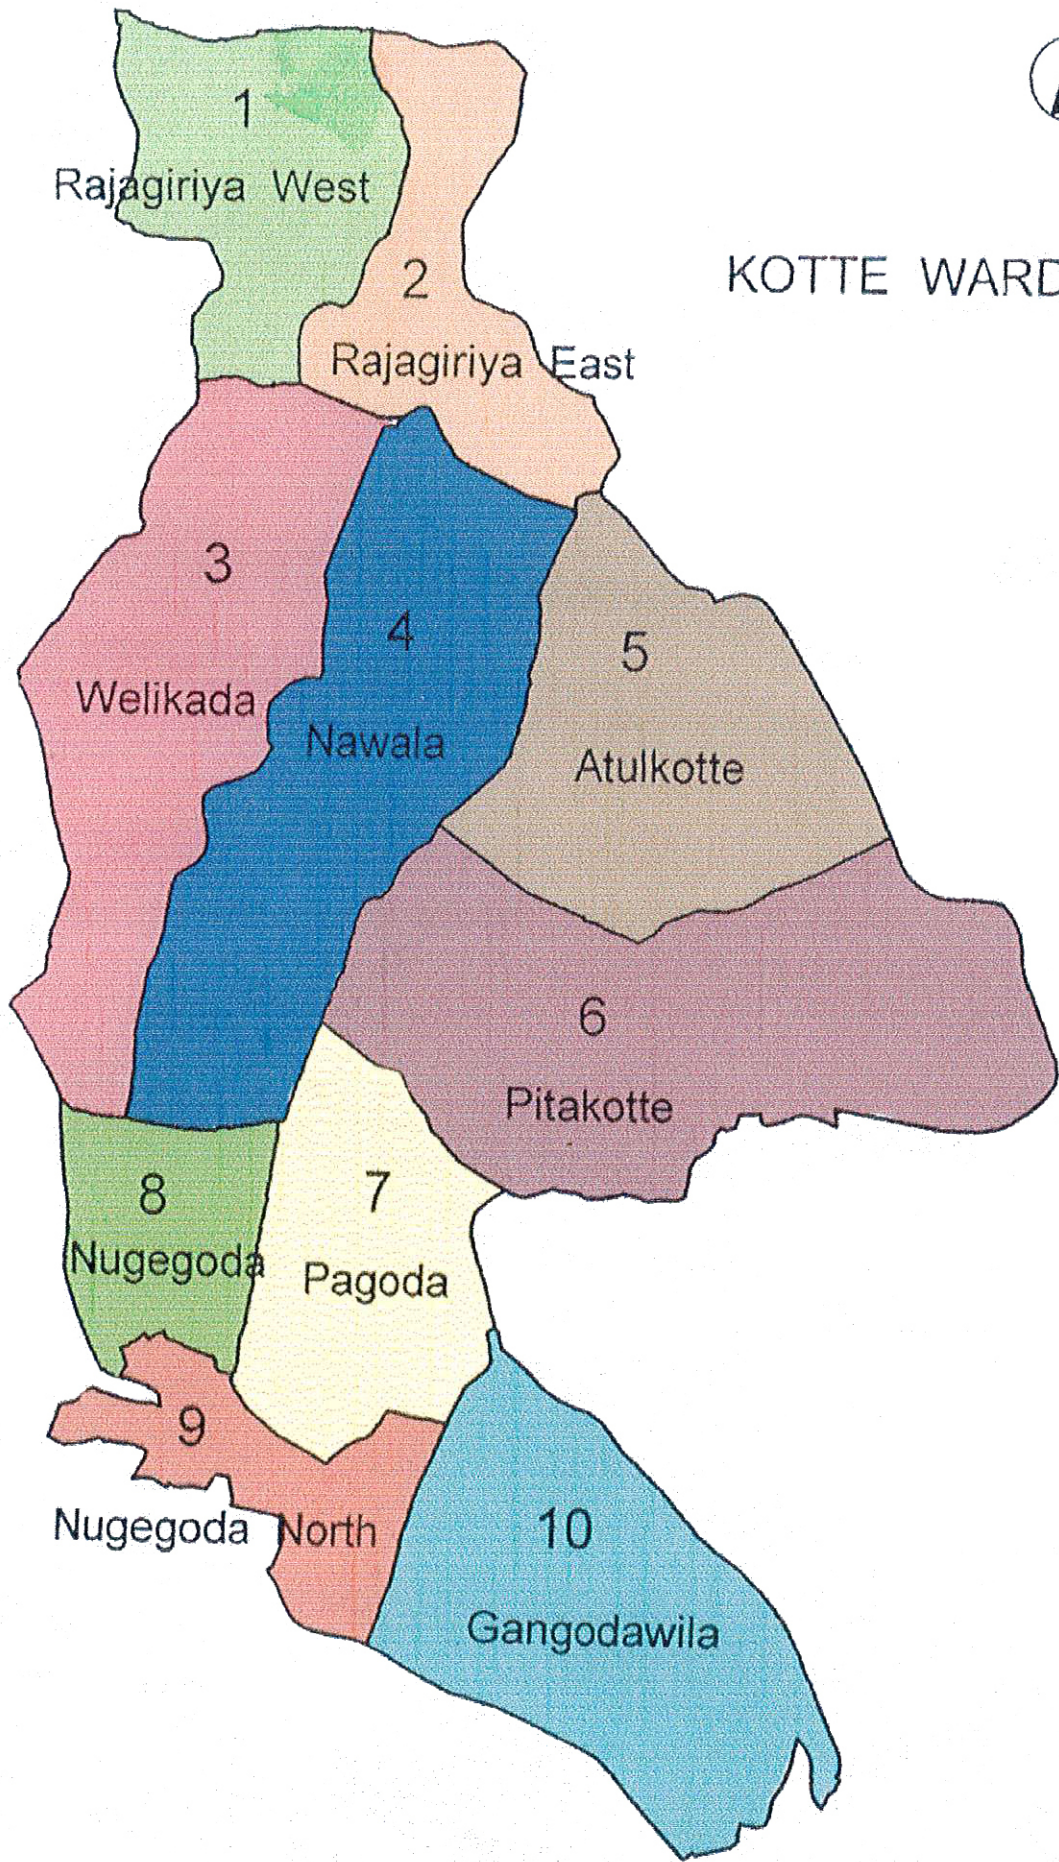 1
Rajagiriya West
2
KOTTE WARD
Rajagiriya East
3
Welikada
4
Nawala
5
Atulkotte
6
Pitakotte
8
Nugegoda
7
Pagoda
9
Nugegoda North
10
Gangodawila